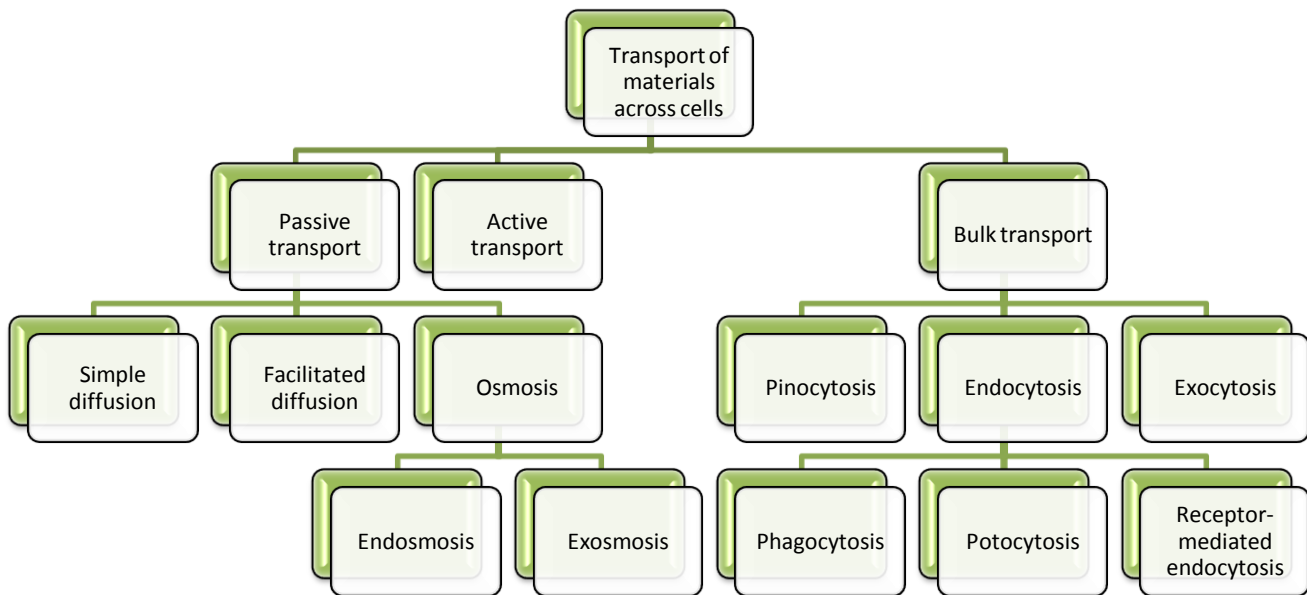 Transport of
materials
across cells
Passive
transport
Active
transport
Bulk transport
Simple
diffusion
Facilitated
diffusion
Osmosis
Pinocytosis
Endocytosis
Exocytosis
Endosmosis
Exosmosis
Phagocytosis
Potocytosis
Receptor-
mediated
endocytosis